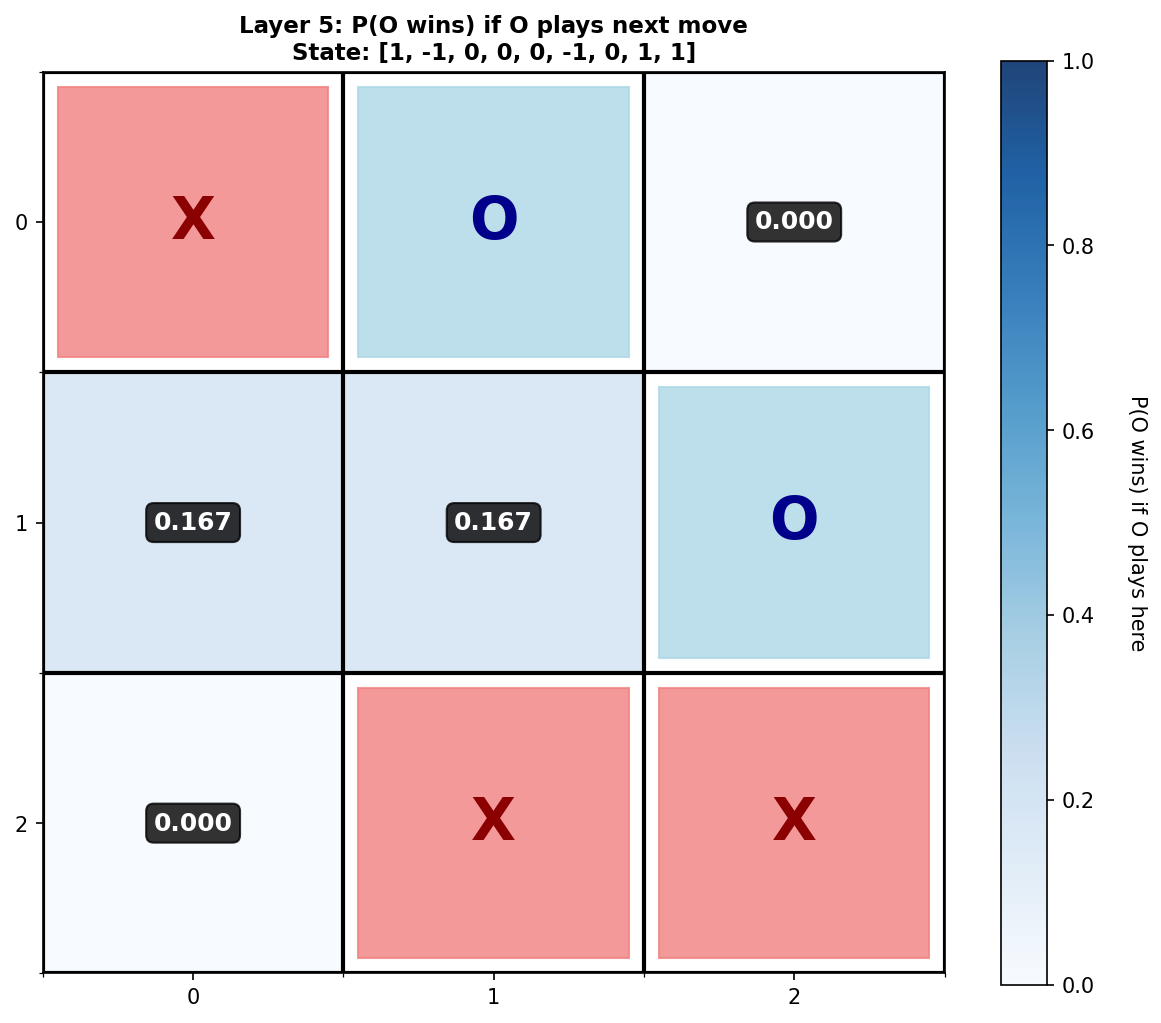 Layer 5: P(O wins) if O plays next move
State: [1, -1, 0, 0, 0, -1, 0, 1, 1]
0
X
O
0.000
1
0.167
0.167
O
2
0.000
X
X
0
1
2
1.0
0.8
0.6
0.4
0.2
0.0
P(O wins) if O plays here